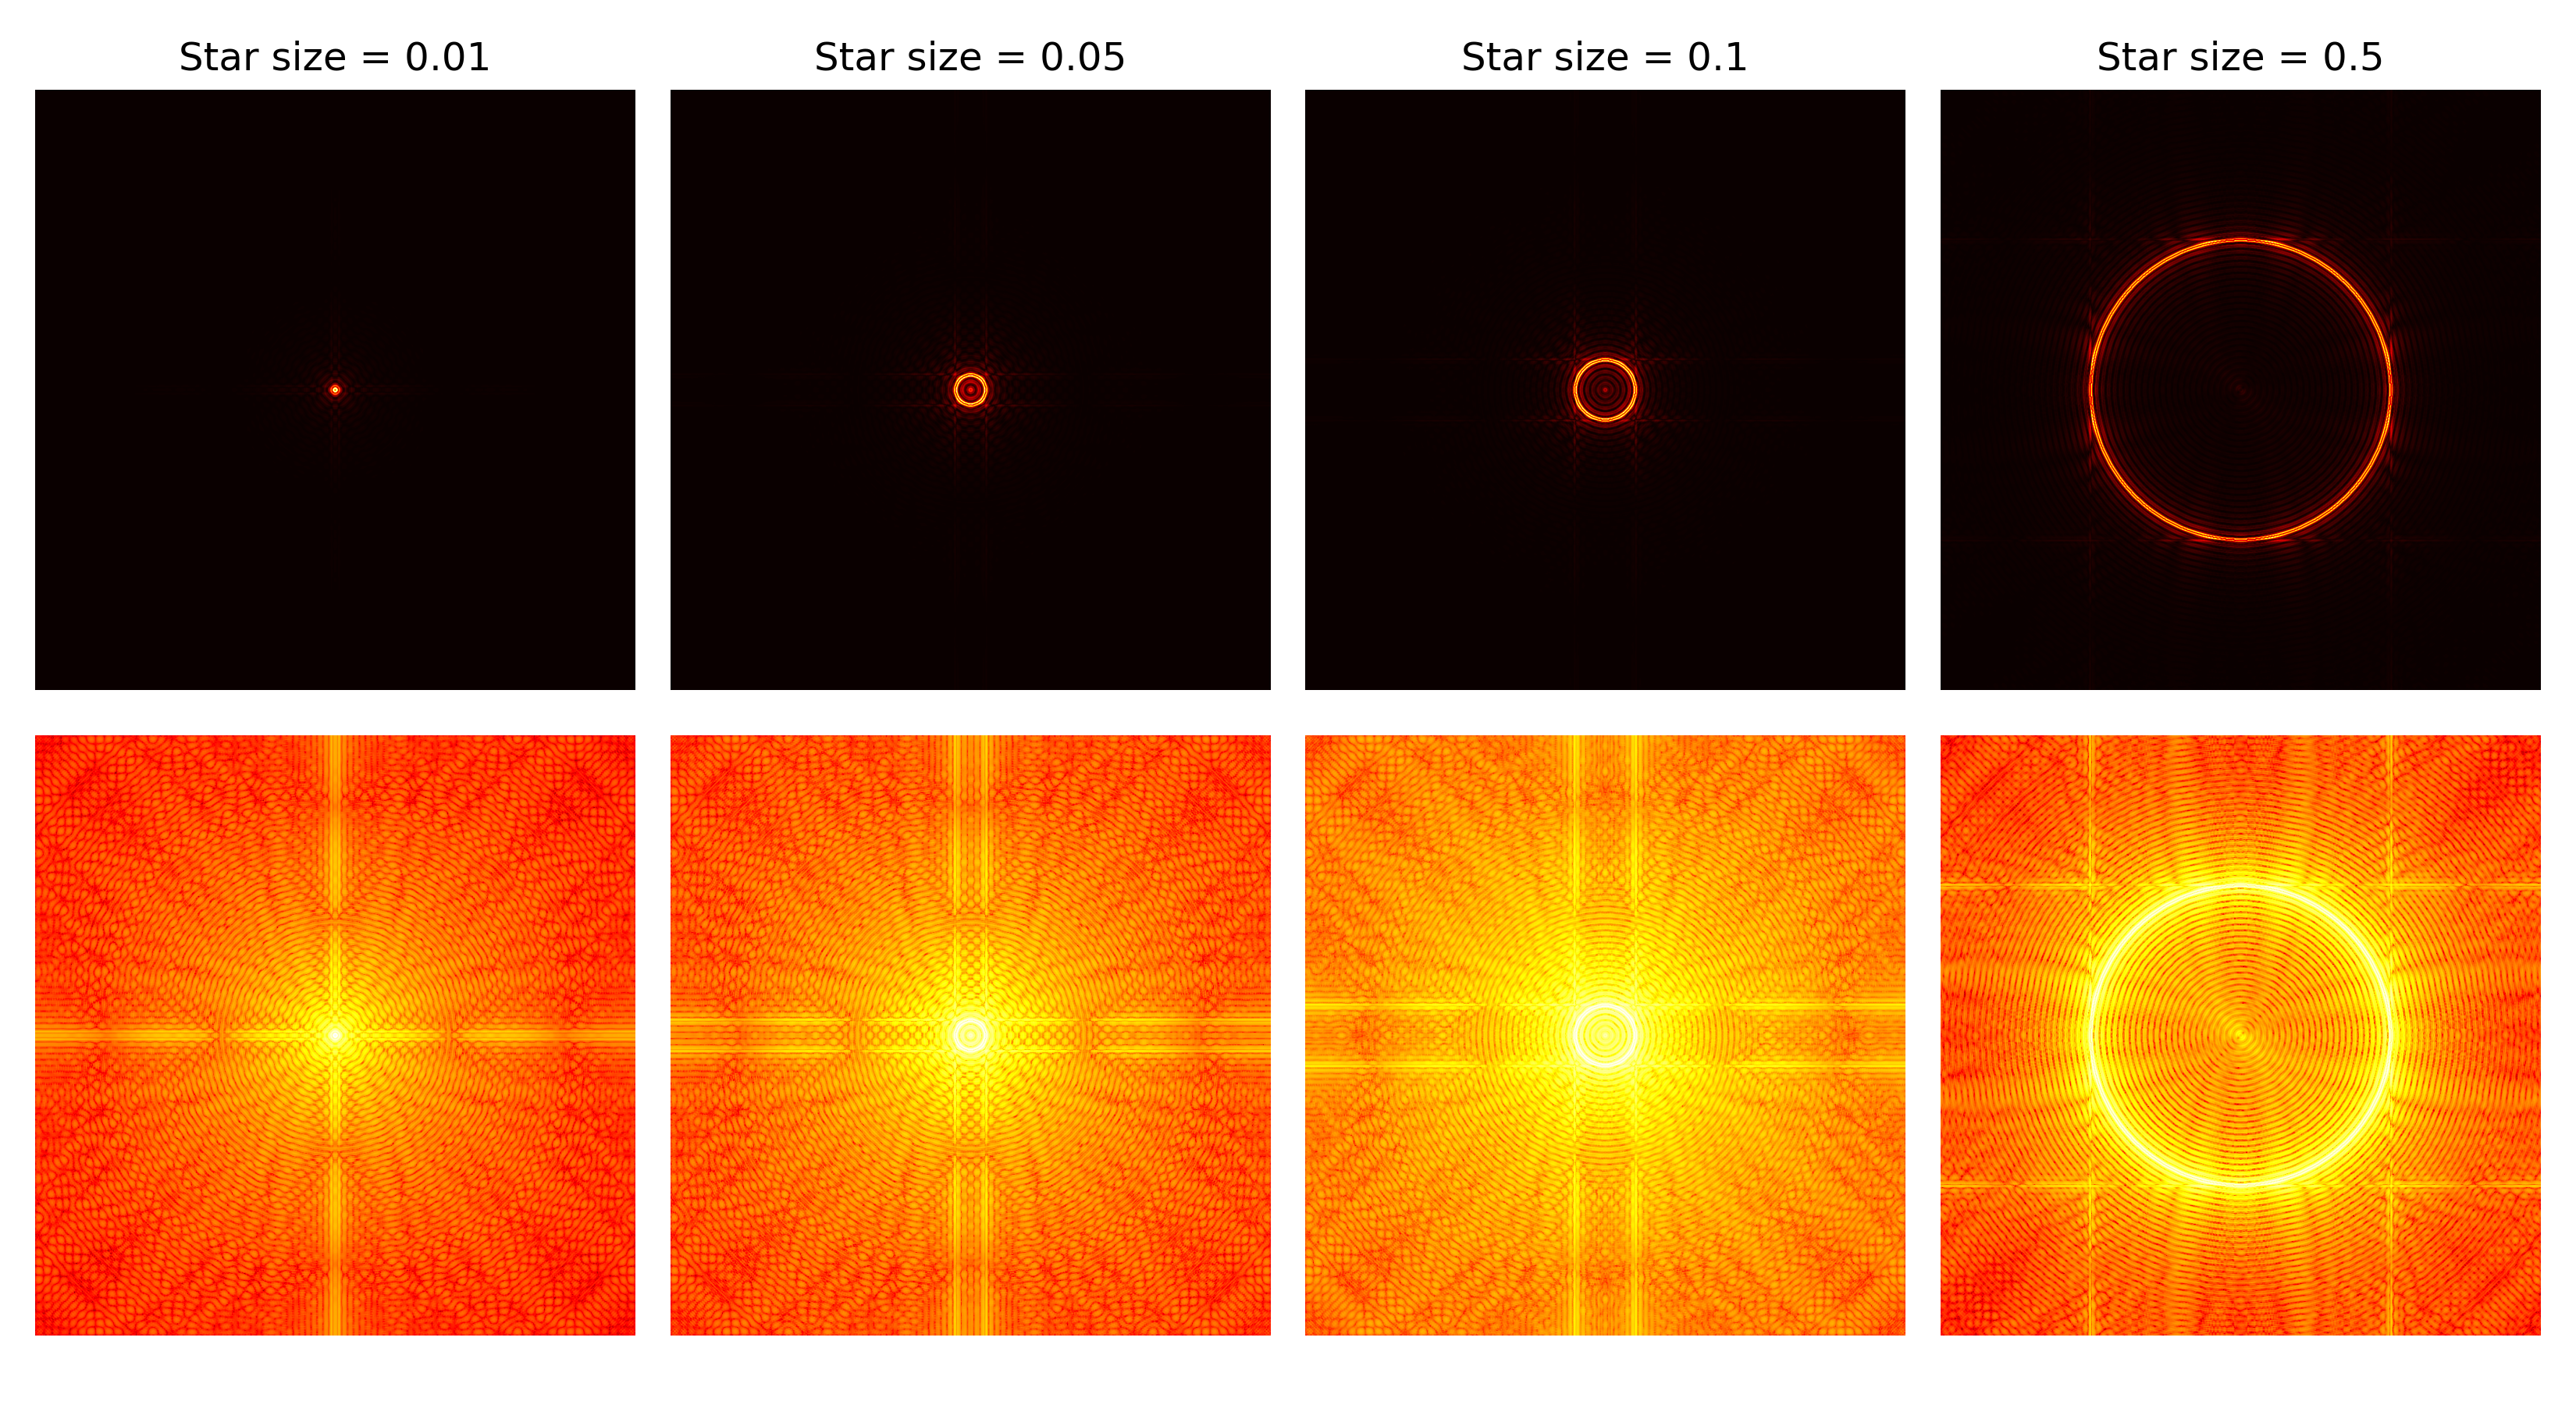 Star size = 0.01
Star size = 0.05
Star size = 0.1
Star size = 0.5